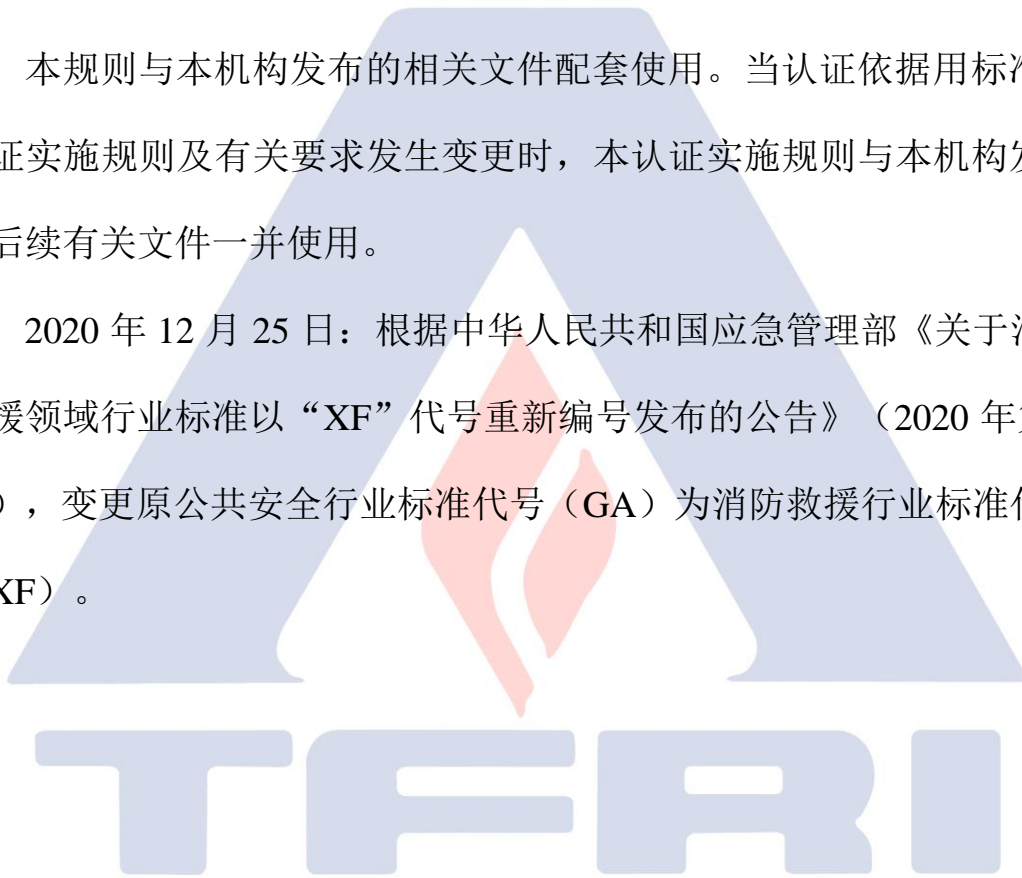 本规则与本机构发布的相关文件配套使用。当认证依据用标准
证实施规则及有关要求发生变更时，本认证实施规则与本机构发
后续有关文件一并使用。
2020 年 12 月 25 日：根据中华人民共和国应急管理部《关于
援领域行业标准以“XF”代号重新编号发布的公告》（2020 年
），变更原公共安全行业标准代号（GA）为消防救援行业标准代
XF）。
TFRI